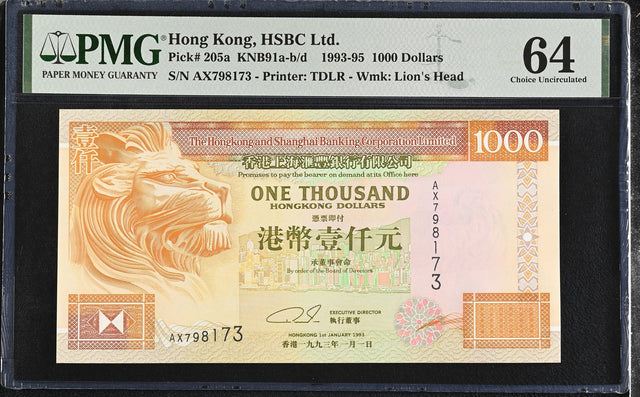 PMG
PAPER MONEY GUARANTY
Hong Kong, HSBC Ltd.
Pick# 205a KNB91a-b/d 1993-95 1000 Dollars
S/N AX798173 - Printer: TDLR - Wmk: Lion's Head
64
Choice Uncirculated
壹仟
The Hongkong and Shanghai Banking Corporation Limited
1000
香港上海滙豐銀行有限公司
Promises to pay the bearer on demand at its Office here
ONE THOUSAND
HONGKONG DOLLARS
憑票即付
港幣壹仟元
承董事會命
By order of the Board of Directors
AX798173
EXECUTIVE DIRECTOR
執行董事
HONGKONG 1st JANUARY 1993
香港一九九三年一月一日
AX798173